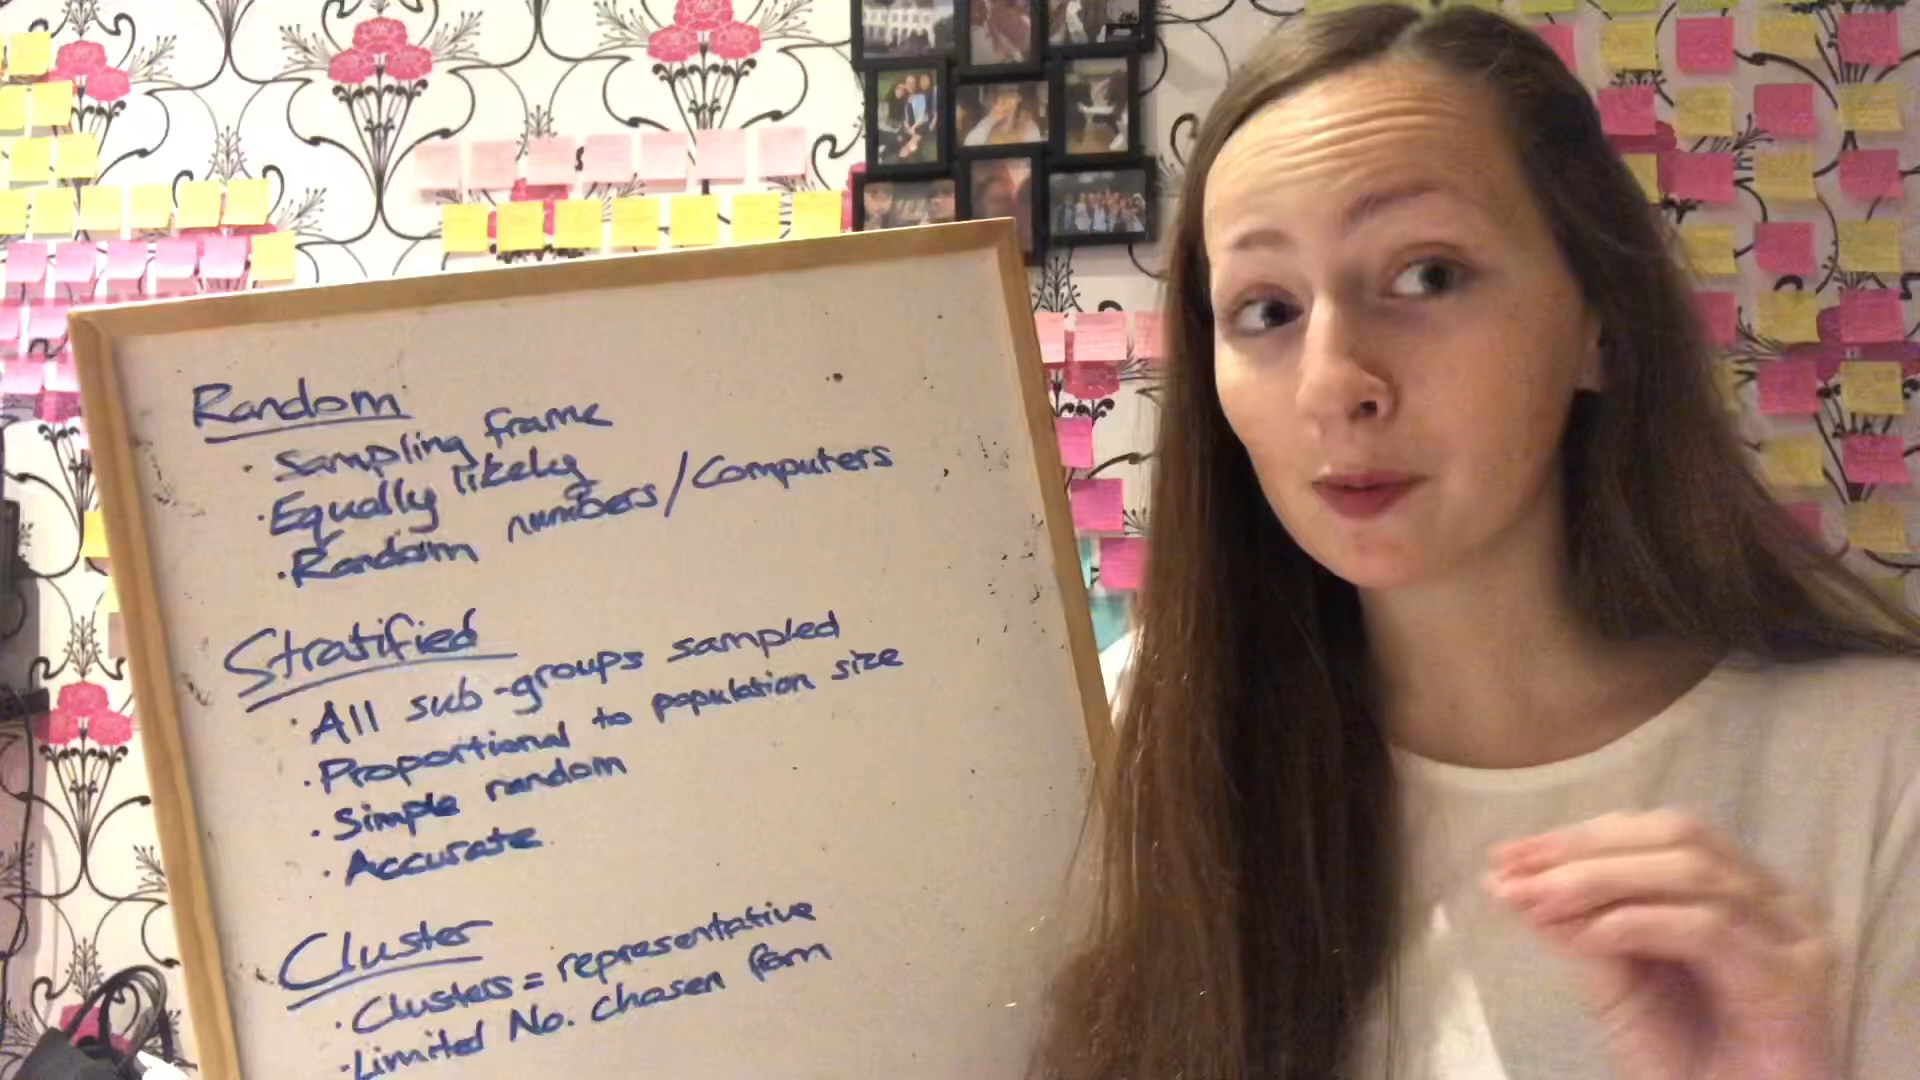 Random
· Sampling frame
· Equally likely
· Random numbers/Computers
Stratified
· All sub-groups sampled
· Proportional to population size
· Simple random
· Accurate
Cluster
· Clusters = representative
· Limited No. chosen from